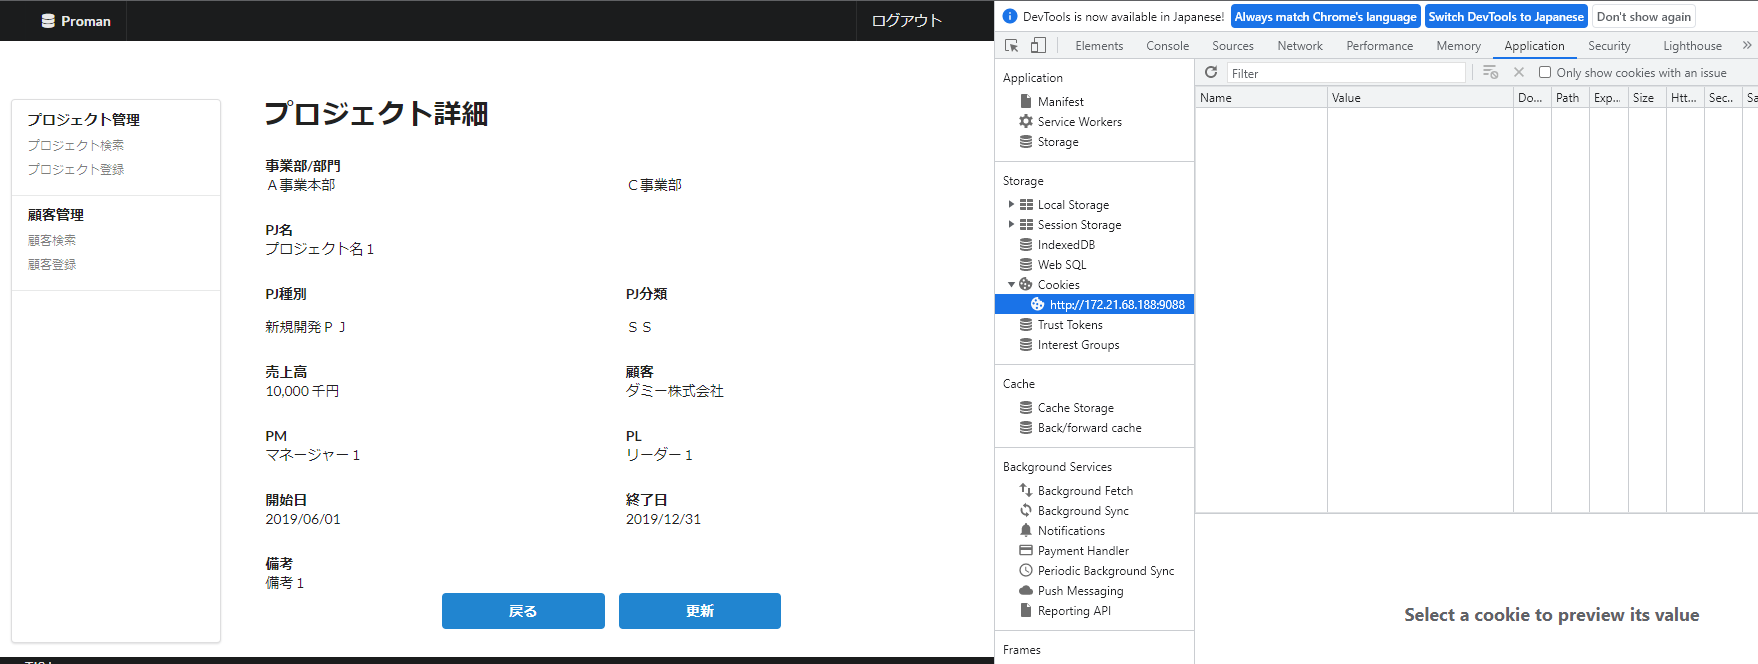 Proman
ログアウト
プロジェクト管理
プロジェクト検索
プロジェクト登録
顧客管理
顧客検索
顧客登録
プロジェクト詳細
事業部/部門
A事業本部 C事業部
PJ名
プロジェクト名1
PJ種別 PJ分類
新規開発PJ SS
売上高 顧客
10,000 千円 ダミー株式会社
PM PL
マネージャー1 リーダー1
開始日 終了日
2019/06/01 2019/12/31
備考
備考1
戻る 更新
DevTools is now available in Japanese! Always match Chrome's language Switch DevTools to Japanese Don't show again
Elements Console Sources Network Performance Memory Application Security Lighthouse »
Application
Manifest
Service Workers
Storage
Storage
Local Storage
Session Storage
IndexedDB
Web SQL
Cookies
http://172.21.68.188:9088
Trust Tokens
Interest Groups
Cache
Cache Storage
Back/forward cache
Background Services
Background Fetch
Background Sync
Notifications
Payment Handler
Periodic Background Sync
Push Messaging
Reporting API
Frames
Filter Only show cookies with an issue
Name Value Do... Path Exp... Size Htt... Sec... Sa
Select a cookie to preview its value